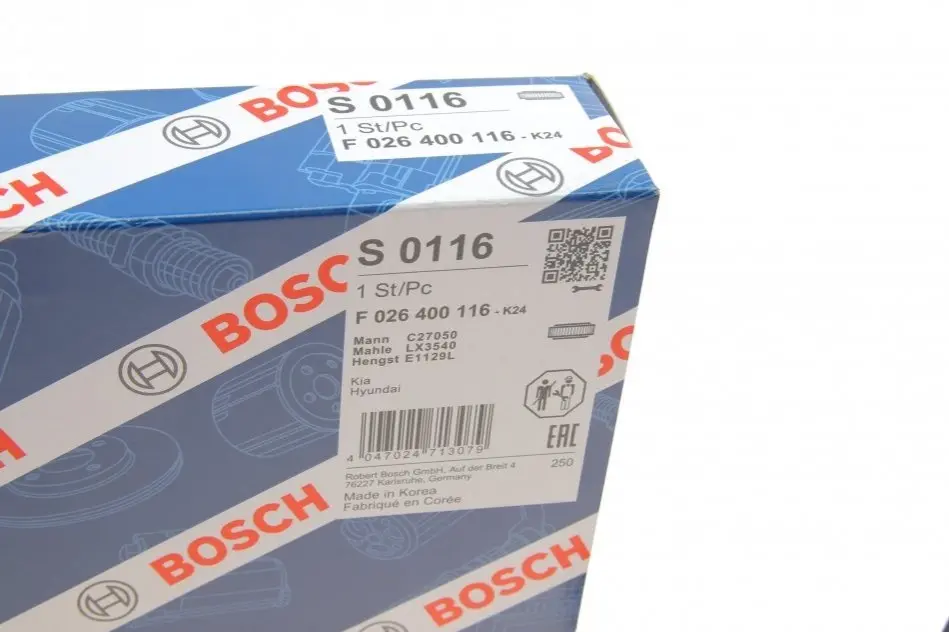 BOSCH
S 0116
1 St/Pc
F 026 400 116 - K24
BOSCH
S 0116
1 St/Pc
F 026 400 116 - K24
Mann C27050
Mahle LX3540
Hengst E1129L
Kia
Hyundai
4 047024 713079
EAC
Robert Bosch GmbH, Auf der Breit 4
76227 Karlsruhe, Germany
250
Made in Korea
Fabriqué en Corée
BOSCH
BOSCH